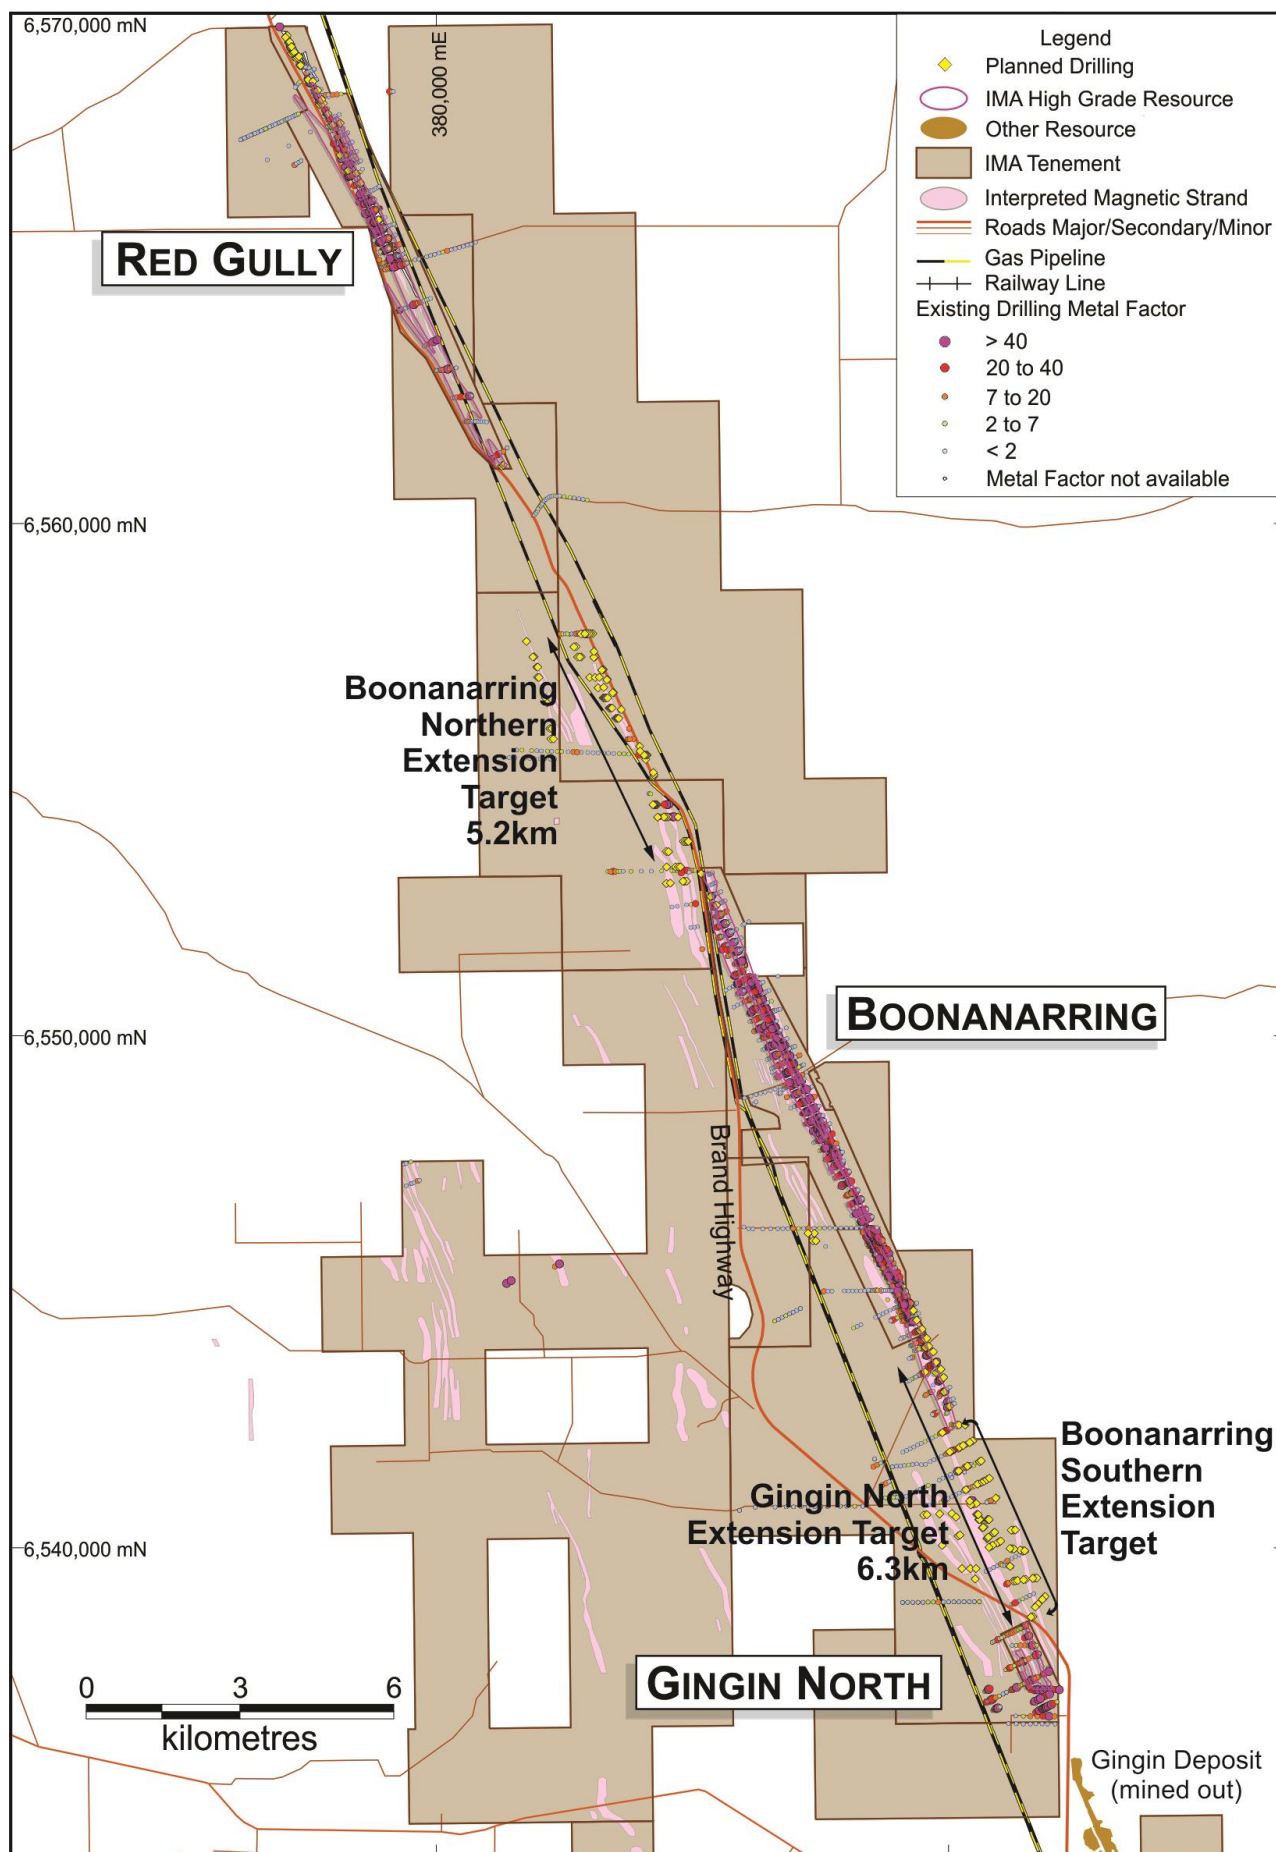 6,570,000 mN
380,000 mE
Legend
Planned Drilling
IMA High Grade Resource
Other Resource
IMA Tenement
Interpreted Magnetic Strand
Roads Major/Secondary/Minor
Gas Pipeline
Railway Line
Existing Drilling Metal Factor
> 40
20 to 40
7 to 20
2 to 7
< 2
Metal Factor not available
RED GULLY
6,560,000 mN
Boonanarring
Northern
Extension
Target
5.2km
BOONANARRING
6,550,000 mN
Brand Highway
Boonanarring
Southern
Extension
Target
Gingin North
Extension Target
6.3km
6,540,000 mN
GINGIN NORTH
0 3 6
kilometres
Gingin Deposit
(mined out)